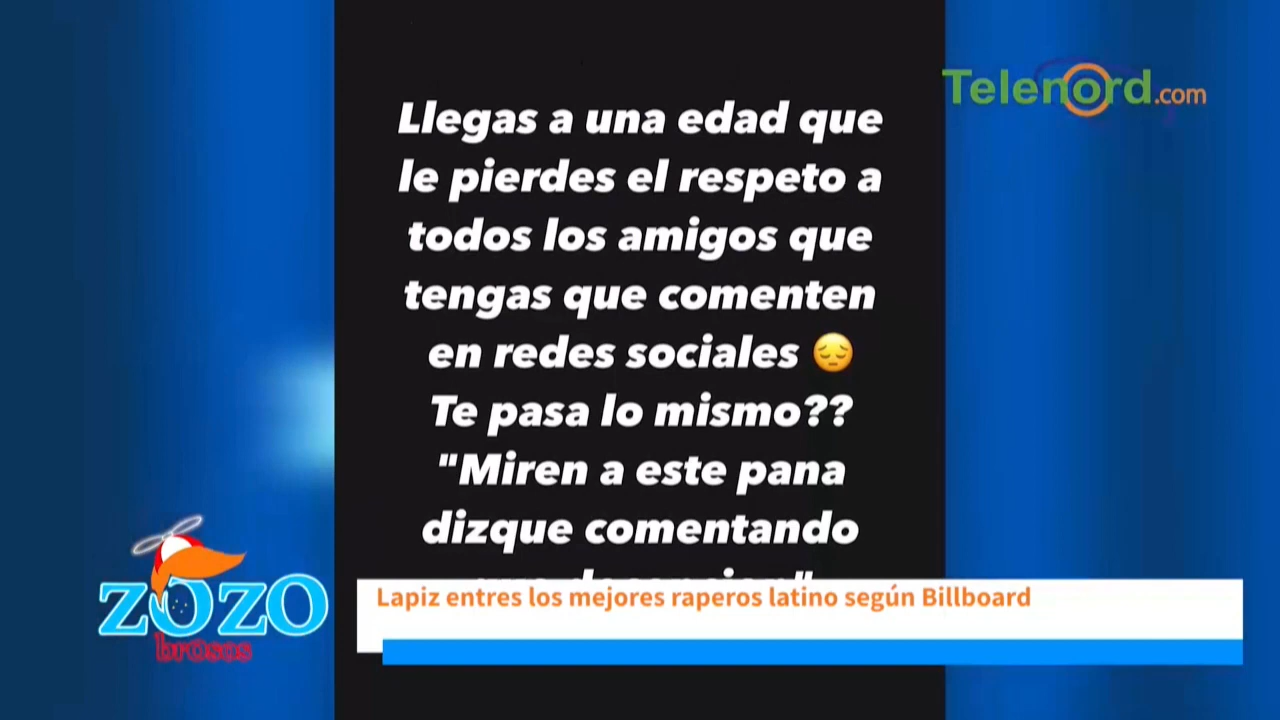 Telenord.com
Llegas a una edad que
le pierdes el respeto a
todos los amigos que
tengas que comenten
en redes sociales 😔
Te pasa lo mismo??
"Miren a este pana
dizque comentando
ZOZO
brosos
Lapiz entres los mejores raperos latino según Billboard